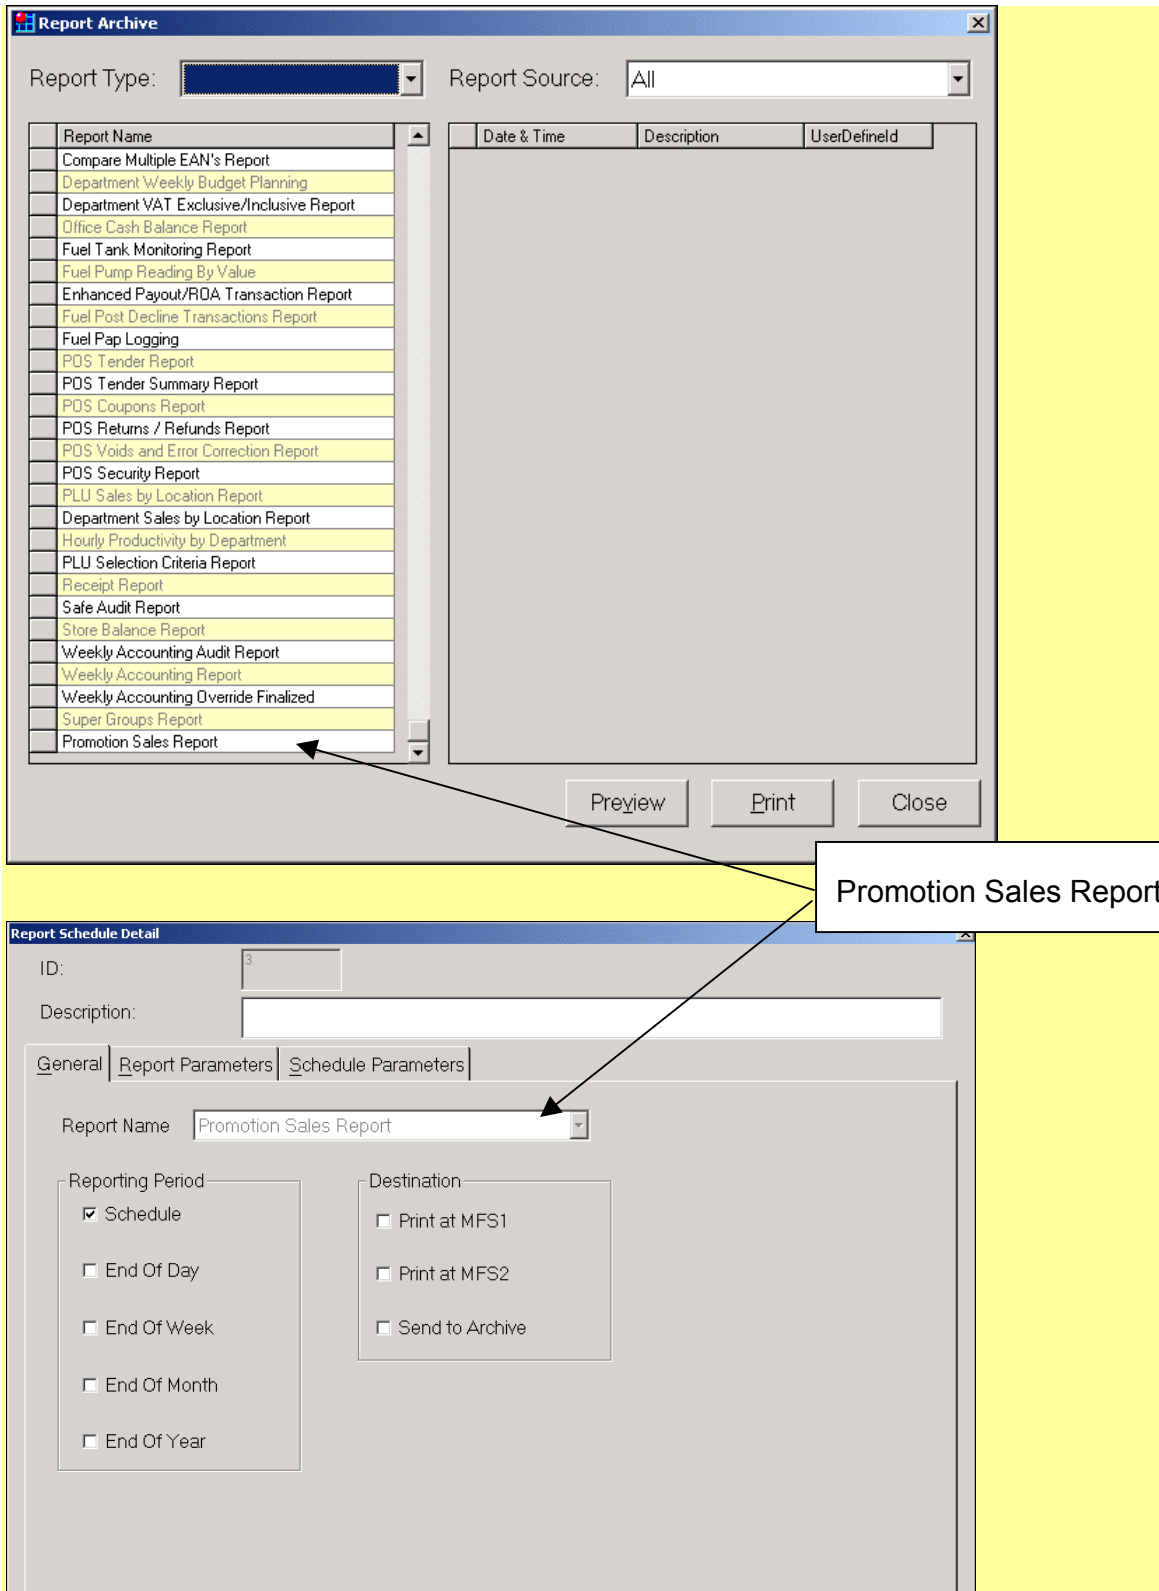 Report Archive
Report Type:
Report Source: All
Report Name
Compare Multiple EAN's Report
Department Weekly Budget Planning
Department VAT Exclusive/Inclusive Report
Office Cash Balance Report
Fuel Tank Monitoring Report
Fuel Pump Reading By Value
Enhanced Payout/ROA Transaction Report
Fuel Post Decline Transactions Report
Fuel Pap Logging
POS Tender Report
POS Tender Summary Report
POS Coupons Report
POS Returns / Refunds Report
POS Voids and Error Correction Report
POS Security Report
PLU Sales by Location Report
Department Sales by Location Report
Hourly Productivity by Department
PLU Selection Criteria Report
Receipt Report
Safe Audit Report
Store Balance Report
Weekly Accounting Audit Report
Weekly Accounting Report
Weekly Accounting Override Finalized
Super Groups Report
Promotion Sales Report
Date & Time Description UserDefineId
Preview Print Close
Promotion Sales Report
Report Schedule Detail
ID: 3
Description:
General Report Parameters Schedule Parameters
Report Name Promotion Sales Report
Reporting Period
Schedule
End Of Day
End Of Week
End Of Month
End Of Year
Destination
Print at MFS1
Print at MFS2
Send to Archive